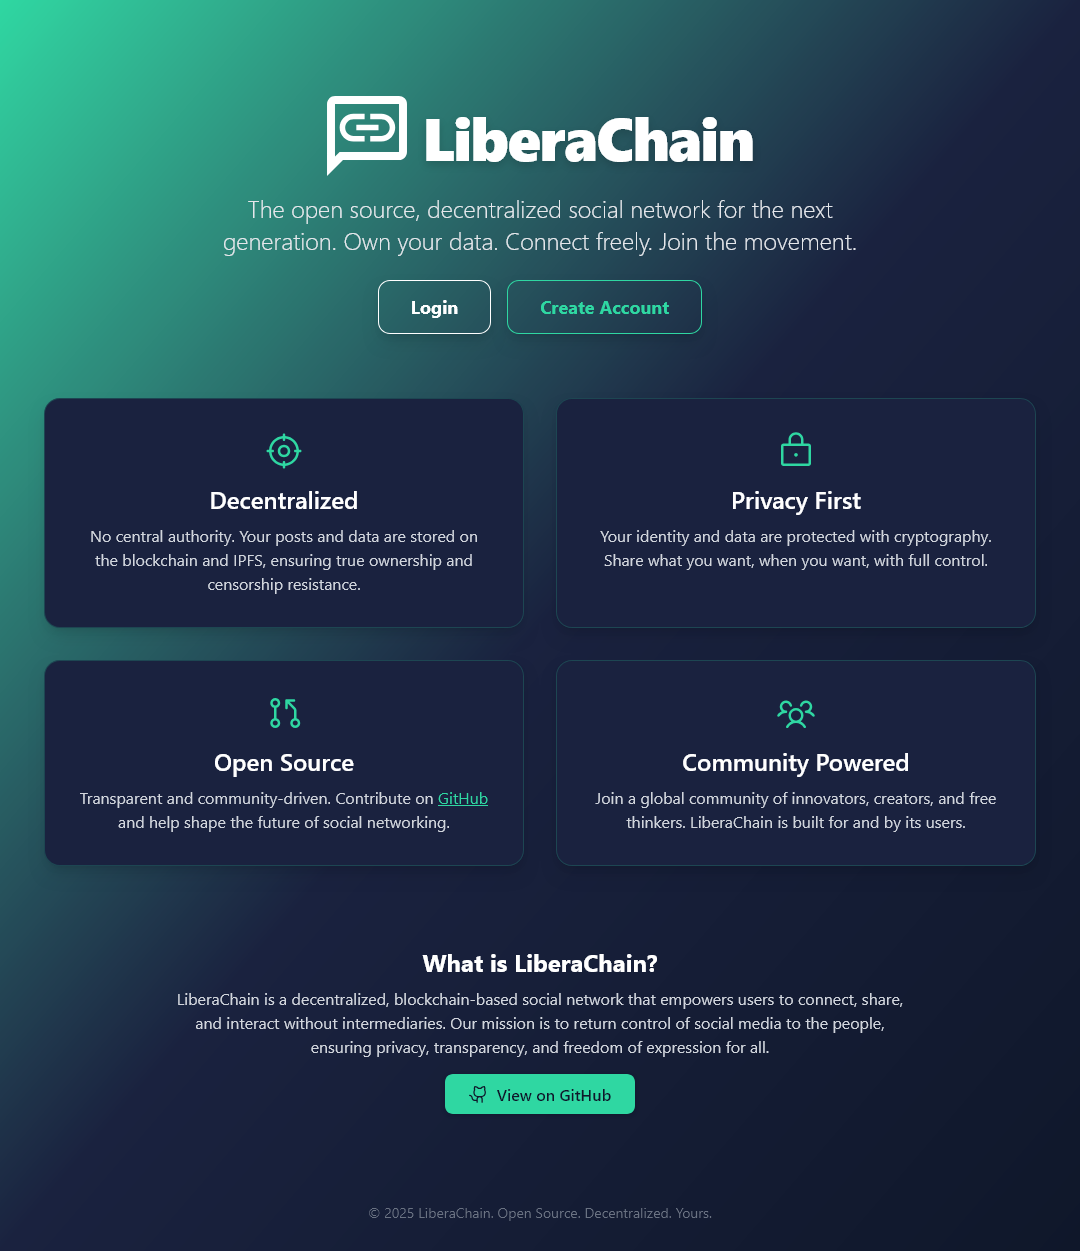 LiberaChain
The open source, decentralized social network for the next
generation. Own your data. Connect freely. Join the movement.
Login
Create Account
Decentralized
No central authority. Your posts and data are stored on
the blockchain and IPFS, ensuring true ownership and
censorship resistance.
Privacy First
Your identity and data are protected with cryptography.
Share what you want, when you want, with full control.
Open Source
Transparent and community-driven. Contribute on GitHub
and help shape the future of social networking.
Community Powered
Join a global community of innovators, creators, and free
thinkers. LiberaChain is built for and by its users.
What is LiberaChain?
LiberaChain is a decentralized, blockchain-based social network that empowers users to connect, share,
and interact without intermediaries. Our mission is to return control of social media to the people,
ensuring privacy, transparency, and freedom of expression for all.
View on GitHub
© 2025 LiberaChain. Open Source. Decentralized. Yours.